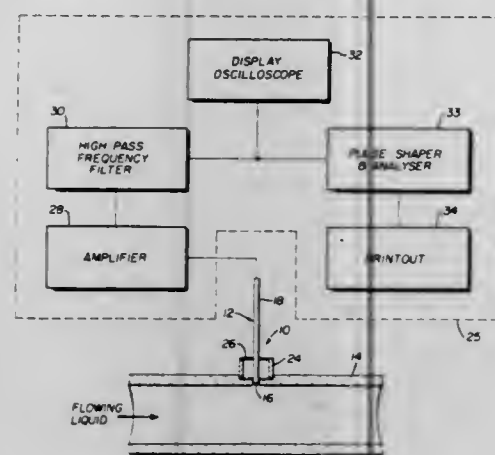 32
DISPLAY
OSCILLOSCOPE
30
HIGH PASS
FREQUENCY
FILTER
33
PULSE SHAPER
& ANALYSER
28
AMPLIFIER
34
PRINTOUT
18
12
10
25
26
24
14
16
FLOWING
LIQUID